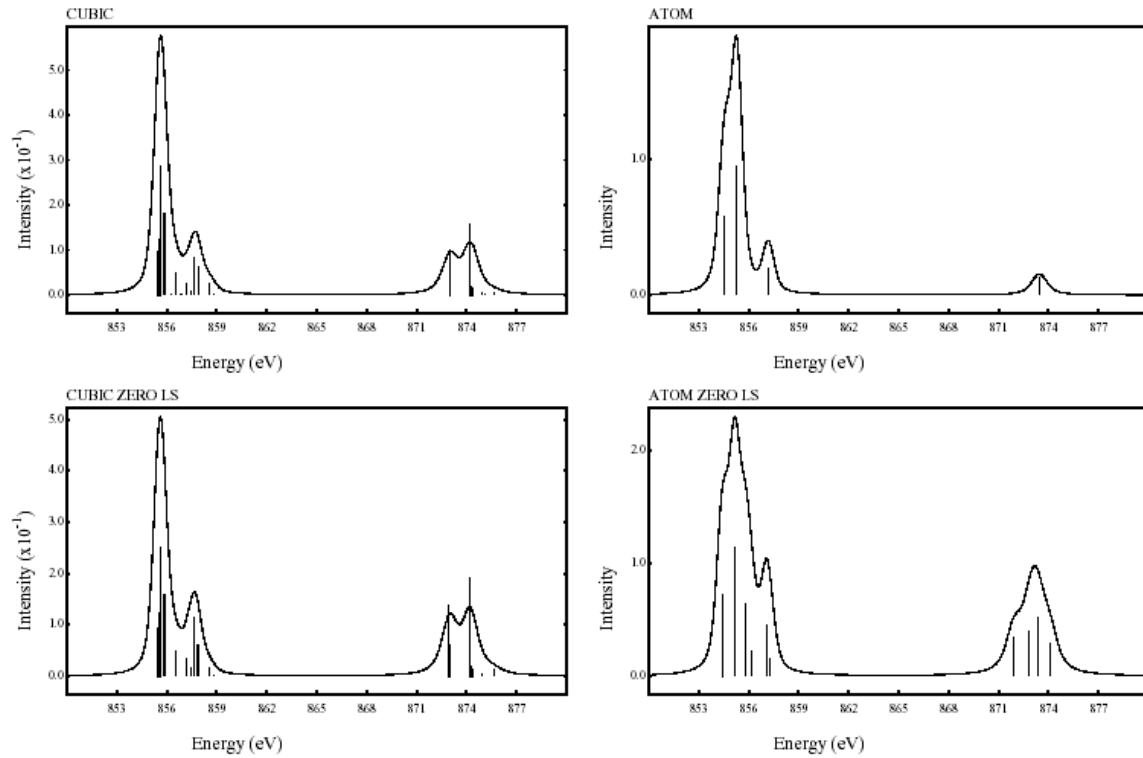 CUBIC
Intensity (x10^-1)
5.0
4.0
3.0
2.0
1.0
0.0
853 856 859 862 865 868 871 874 877
Energy (eV)
ATOM
Intensity
1.0
0.0
853 856 859 862 865 868 871 874 877
Energy (eV)
CUBIC ZERO LS
Intensity (x10^-1)
5.0
4.0
3.0
2.0
1.0
0.0
853 856 859 862 865 868 871 874 877
Energy (eV)
ATOM ZERO LS
Intensity
2.0
1.0
0.0
853 856 859 862 865 868 871 874 877
Energy (eV)